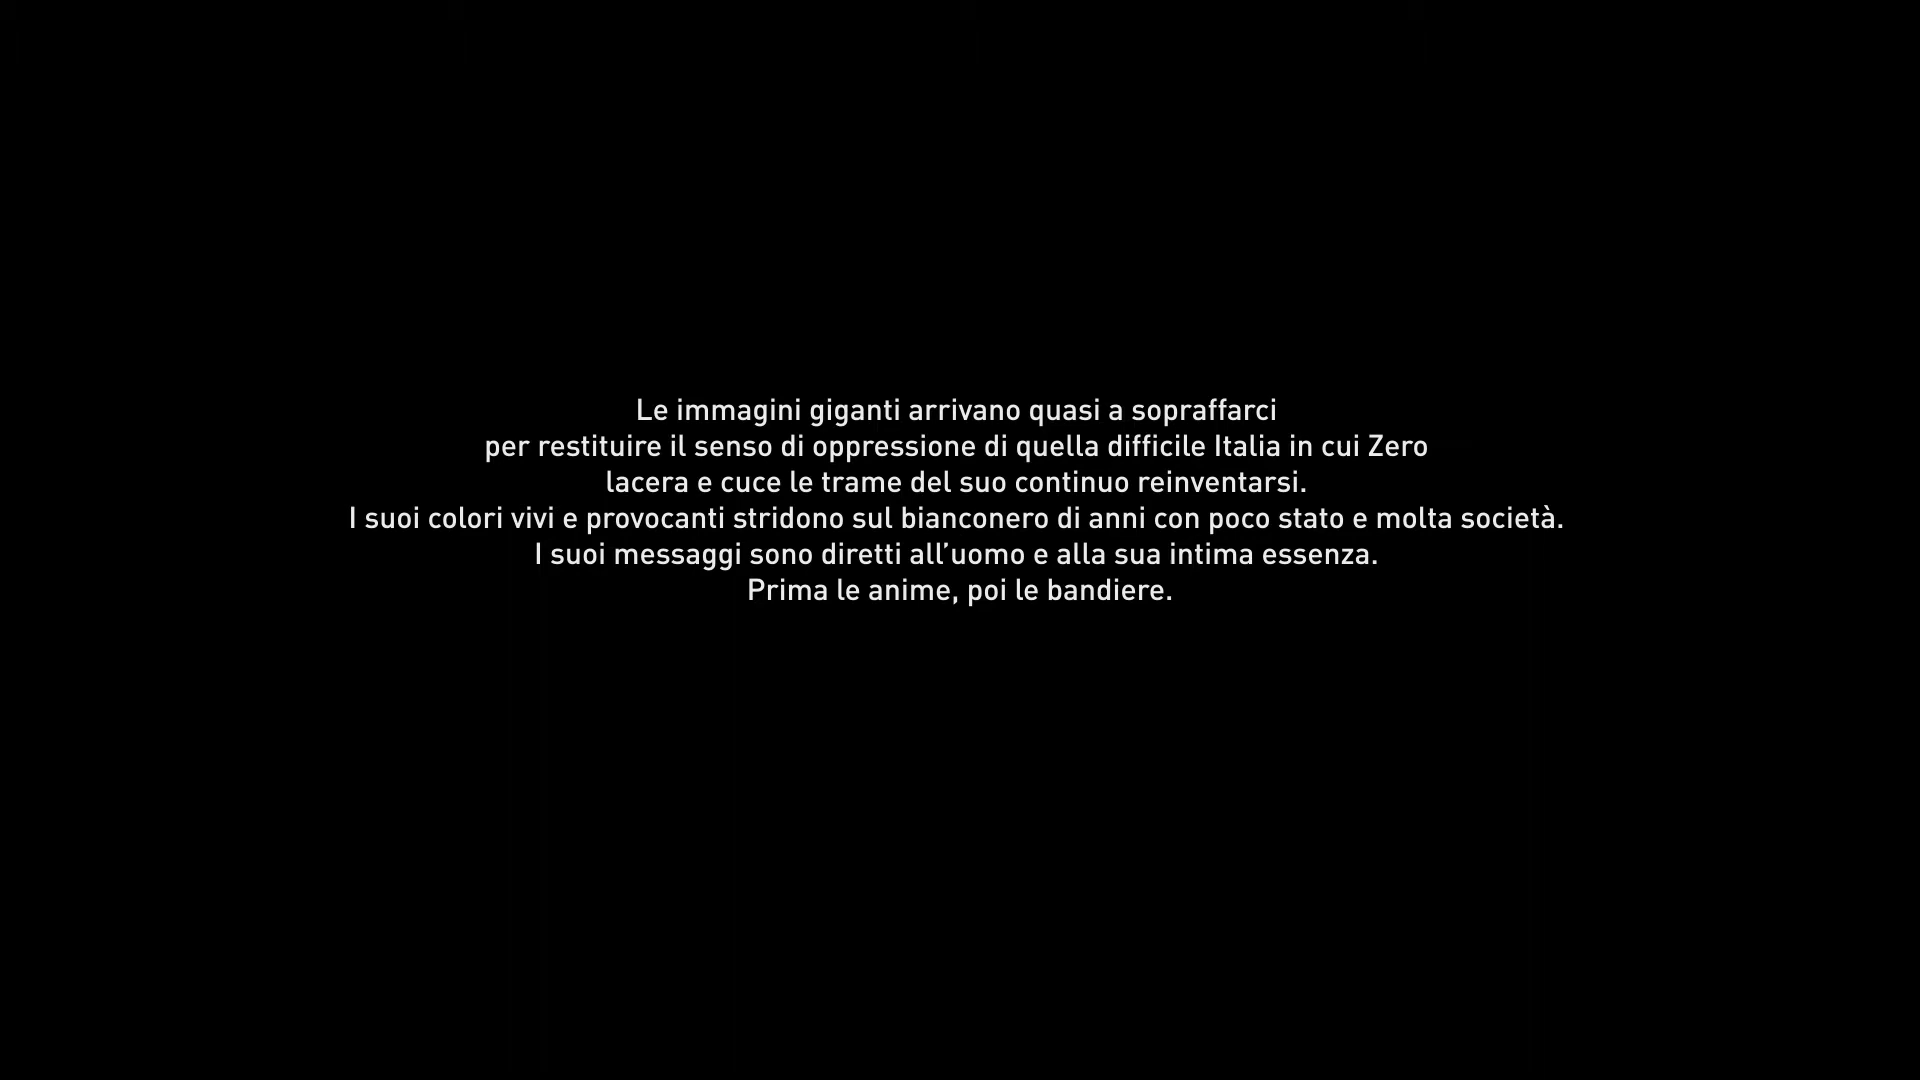 Le immagini giganti arrivano quasi a sopraffarci
per restituire il senso di oppressione di quella difficile Italia in cui Zero
lacera e cuce le trame del suo continuo reinventarsi.
I suoi colori vivi e provocanti stridono sul bianconero di anni con poco stato e molta società.
I suoi messaggi sono diretti all’uomo e alla sua intima essenza.
Prima le anime, poi le bandiere.